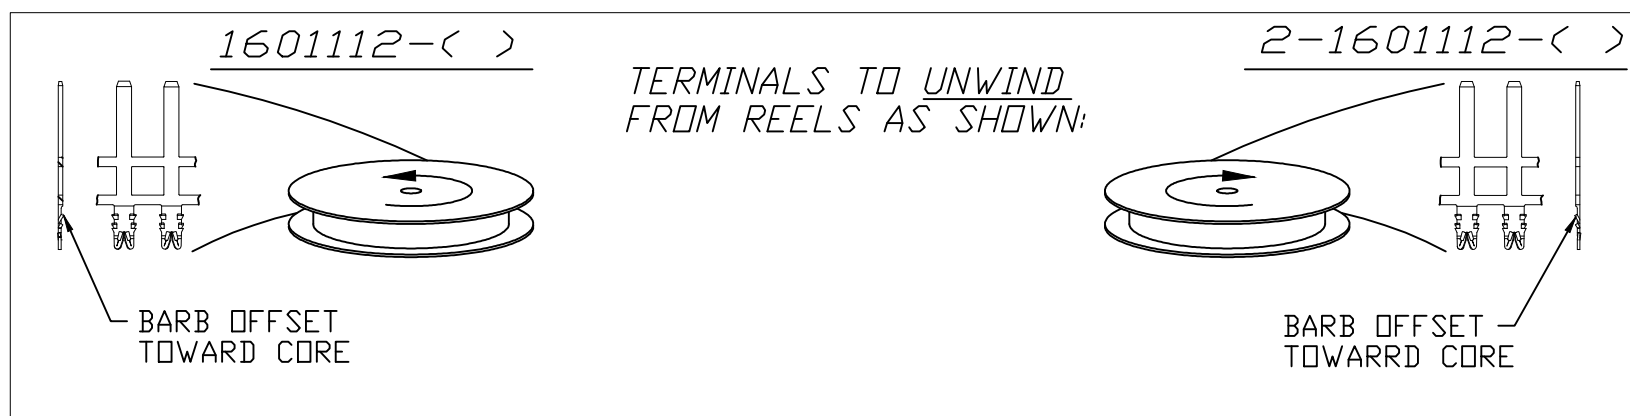 1601112-( )
2-1601112-( )
TERMINALS TO UNWIND
FROM REELS AS SHOWN:
BARB OFFSET
TOWARD CORE
BARB OFFSET
TOWARRD CORE